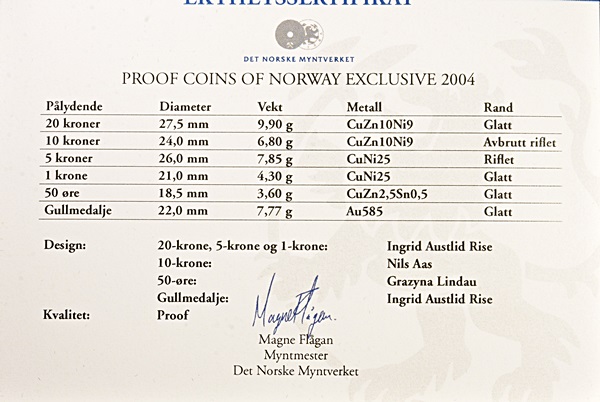 EKTHETSSERTIFIKAT
DET NORSKE MYNTVERKET
PROOF COINS OF NORWAY EXCLUSIVE 2004
Pålydende Diameter Vekt Metall Rand
20 kroner 27,5 mm 9,90 g CuZn10Ni9 Glatt
10 kroner 24,0 mm 6,80 g CuZn10Ni9 Avbrutt riflet
5 kroner 26,0 mm 7,85 g CuNi25 Riflet
1 krone 21,0 mm 4,30 g CuNi25 Glatt
50 øre 18,5 mm 3,60 g CuZn2,5Sn0,5 Glatt
Gullmedalje 22,0 mm 7,77 g Au585 Glatt
Design: 20-krone, 5-krone og 1-krone: Ingrid Austlid Rise
10-krone: Nils Aas
50-øre: Grazyna Lindau
Gullmedalje: Ingrid Austlid Rise
Kvalitet: Proof
Magne Flågan.
Magne Flågan
Myntmester
Det Norske Myntverket